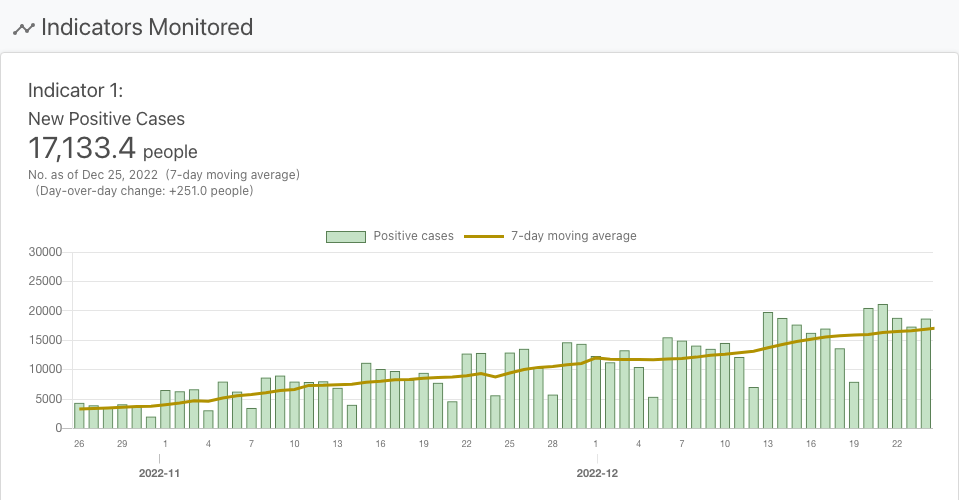 Indicators Monitored
Indicator 1:
New Positive Cases
17,133.4 people
No. as of Dec 25, 2022 (7-day moving average)
(Day-over-day change: +251.0 people)
Positive cases 7-day moving average
30000
25000
20000
15000
10000
5000
0
26 29 1 4 7 10 13 16 19 22 25 28 1 4 7 10 13 16 19 22
2022-11 2022-12